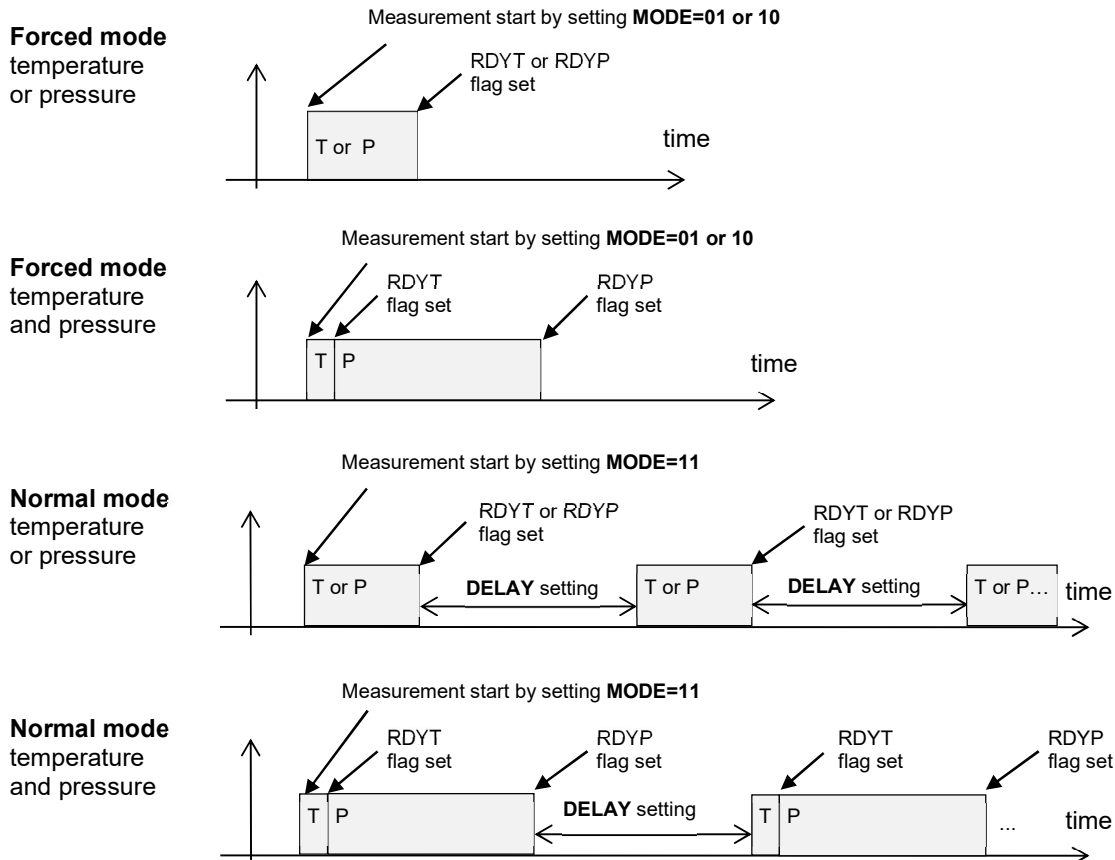 Measurement start by setting MODE=01 or 10
Forced mode
temperature
or pressure
RDYT or RDYP
flag set
T or P
time
Measurement start by setting MODE=01 or 10
Forced mode
temperature
and pressure
RDYT
flag set
RDYP
flag set
T P
time
Measurement start by setting MODE=11
Normal mode
temperature
or pressure
RDYT or RDYP
flag set
RDYT or RDYP
flag set
T or P
DELAY setting
T or P
DELAY setting
T or P...
time
Measurement start by setting MODE=11
Normal mode
temperature
and pressure
RDYT
flag set
RDYP
flag set
RDYT
flag set
RDYP
flag set
T P
DELAY setting
T P
...
time